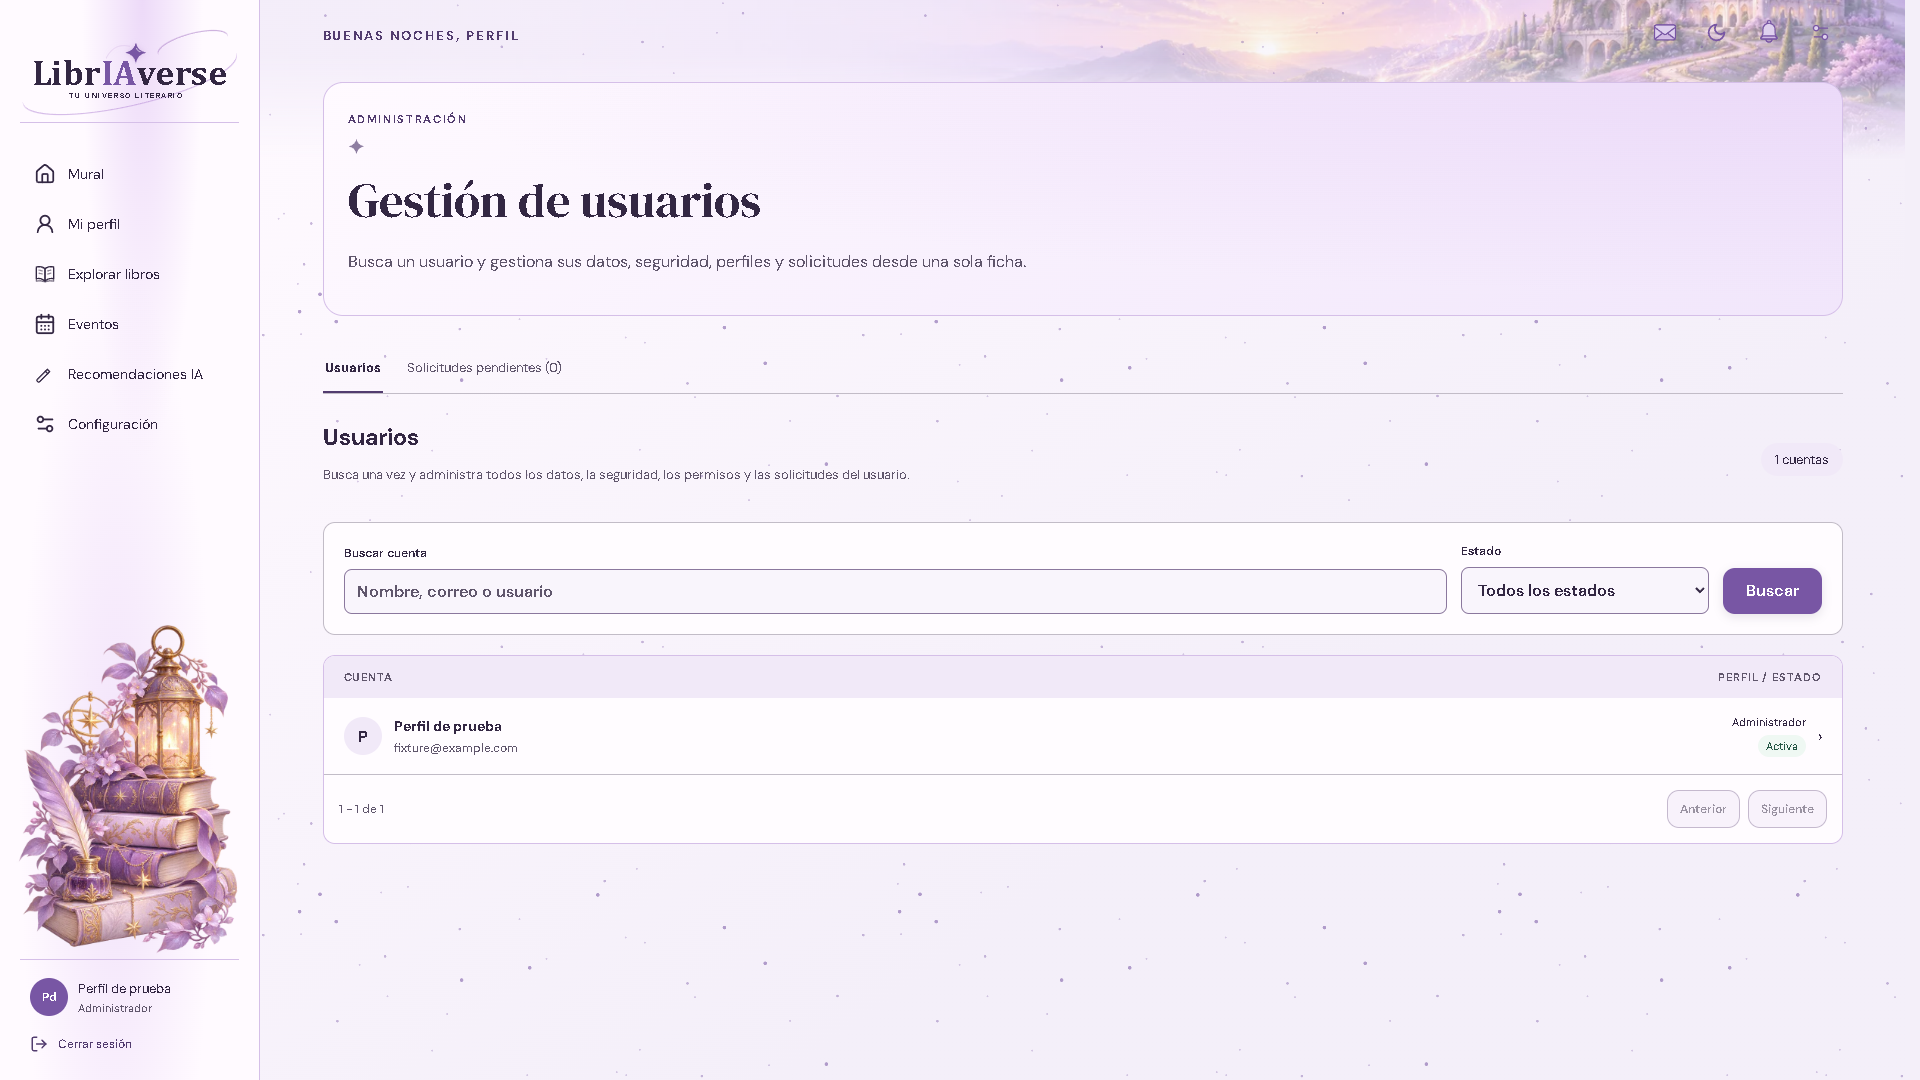 LibrIAverse
TU UNIVERSO LITERARIO
Mural
Mi perfil
Explorar libros
Eventos
Recomendaciones IA
Configuración
Perfil de prueba
Pd
Administrador
Cerrar sesión
BUENAS NOCHES, PERFIL
ADMINISTRACIÓN
Gestión de usuarios
Busca un usuario y gestiona sus datos, seguridad, perfiles y solicitudes desde una sola ficha.
Usuarios Solicitudes pendientes (0)
Usuarios
Busca una vez y administra todos los datos, la seguridad, los permisos y las solicitudes del usuario.
1 cuentas
Buscar cuenta
Nombre, correo o usuario
Estado
Todos los estados
Buscar
CUENTA PERFIL / ESTADO
P
Perfil de prueba
fixture@example.com
Administrador
Activa
1 – 1 de 1
Anterior Siguiente